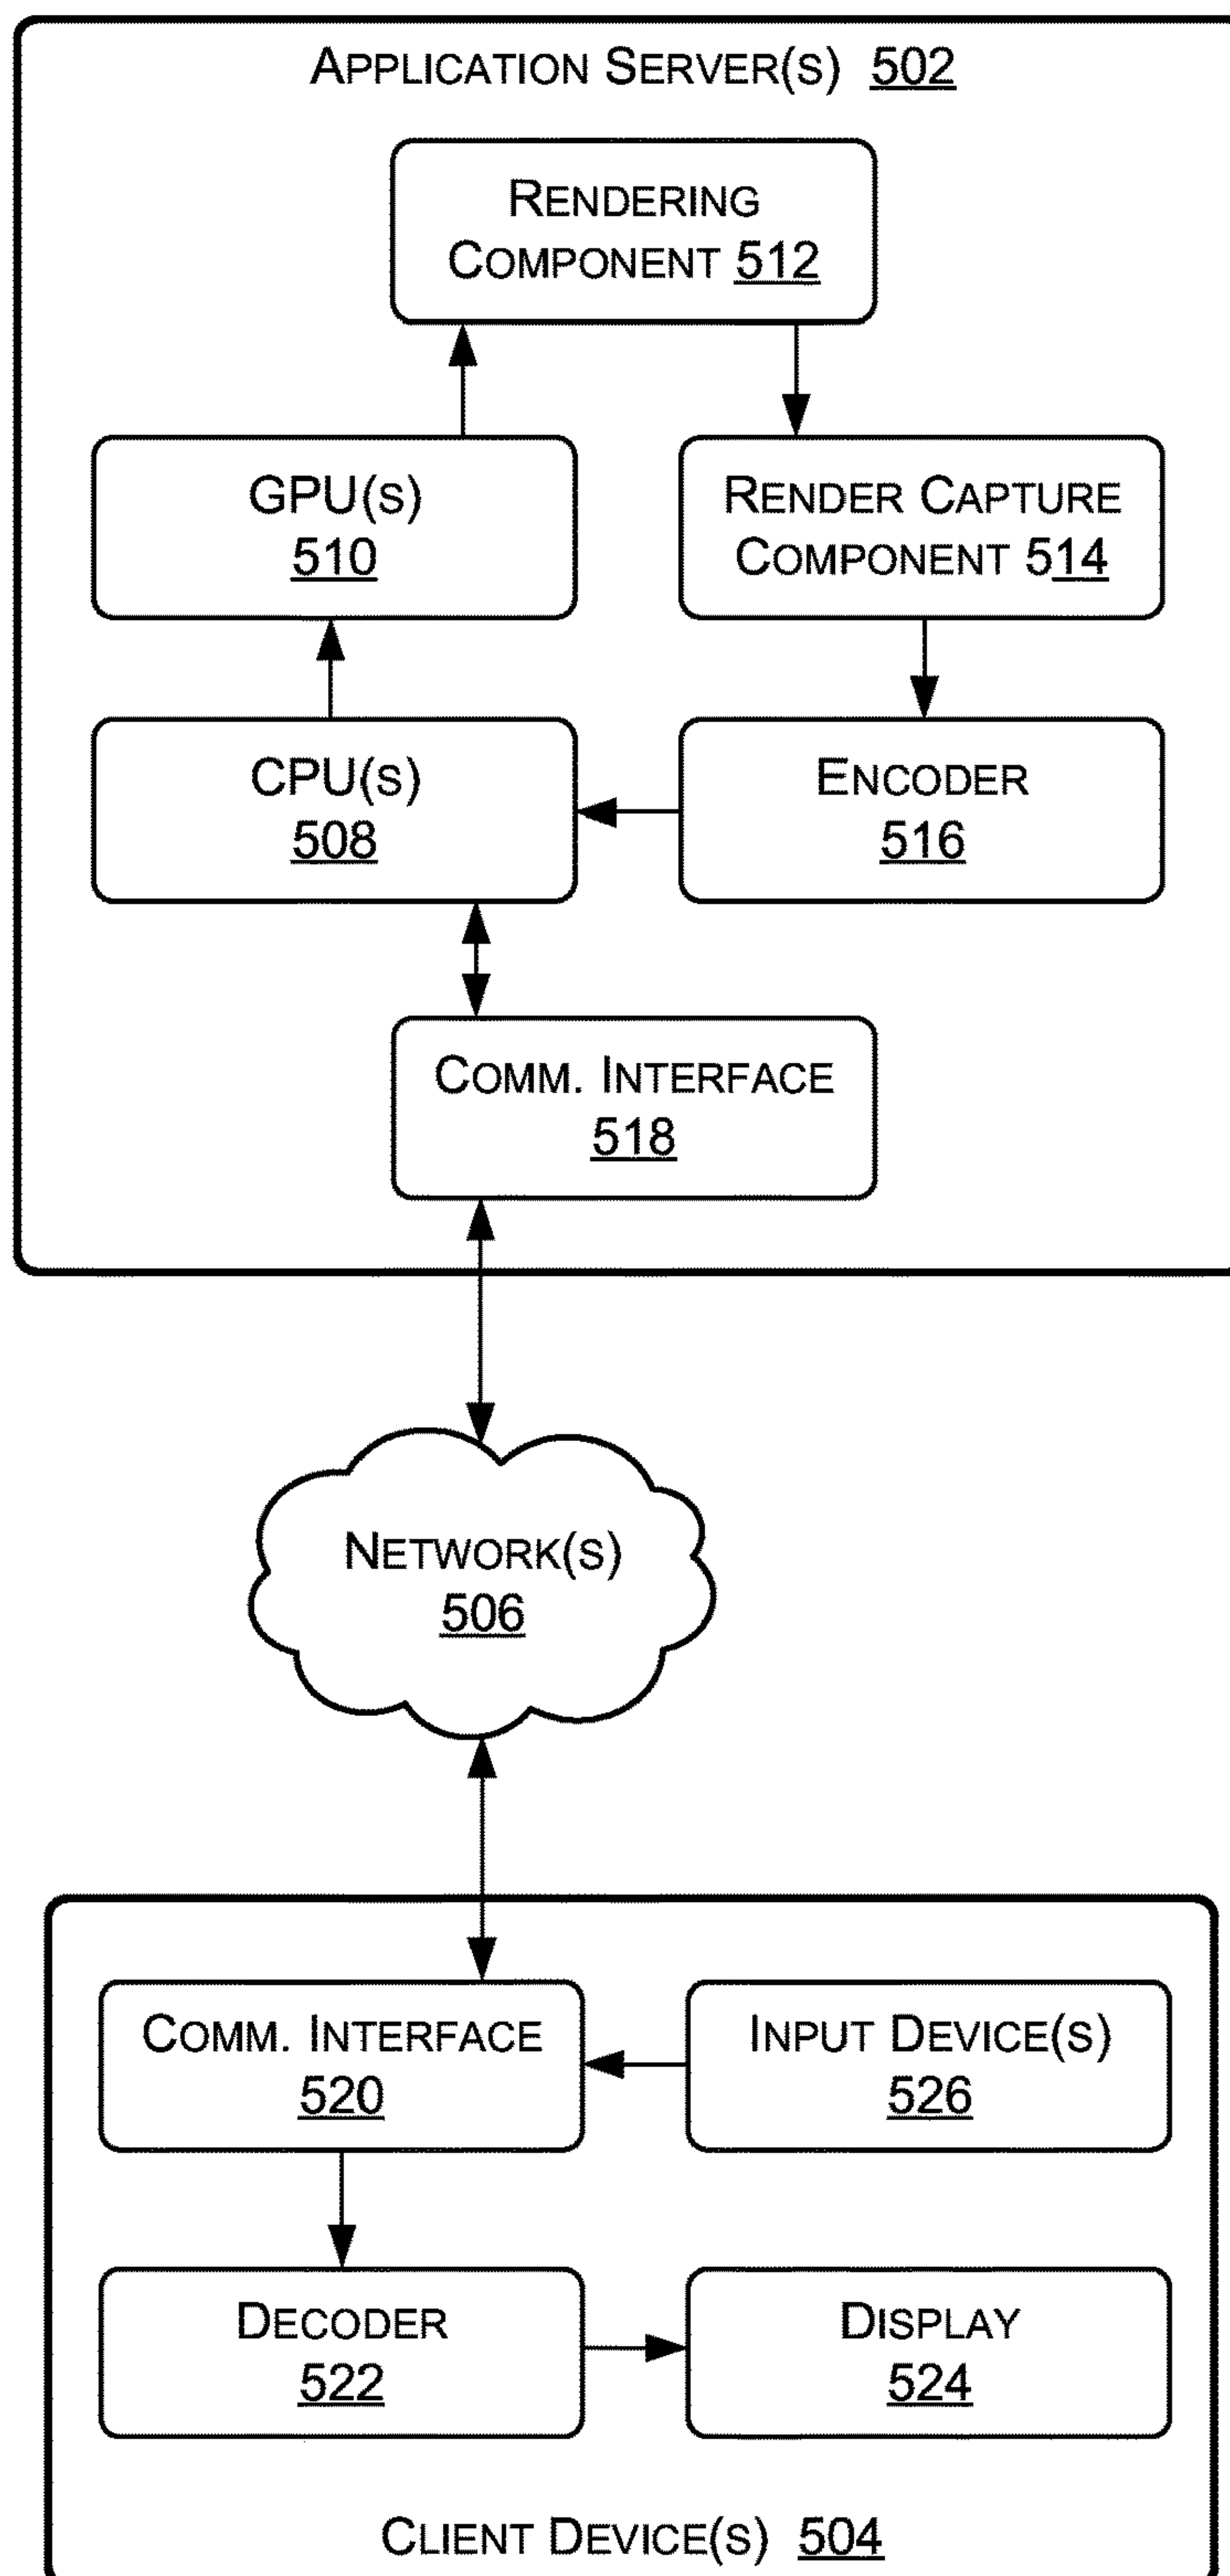 APPLICATION SERVER(S) 502
RENDERING
COMPONENT 512
GPU(S)
510
RENDER CAPTURE
COMPONENT 514
CPU(S)
508
ENCODER
516
COMM. INTERFACE
518
NETWORK(S)
506
COMM. INTERFACE
520
INPUT DEVICE(S)
526
DECODER
522
DISPLAY
524
CLIENT DEVICE(S) 504